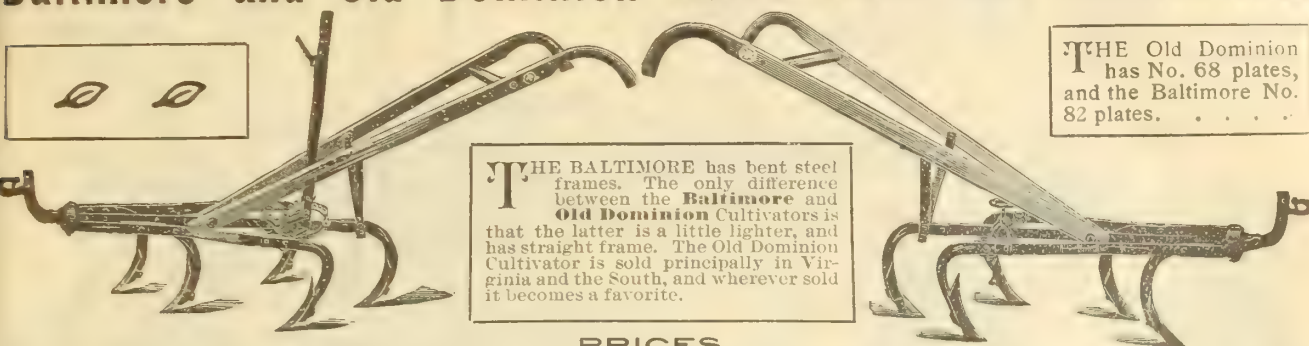 Baltimore and Old Dominion
THE Old Dominion
has No. 68 plates,
and the Baltimore No.
82 plates. . . . .
THE BALTIMORE has bent steel
frames. The only difference
between the Baltimore and
Old Dominion Cultivators is
that the latter is a little lighter, and
has straight frame. The Old Dominion
Cultivator is sold principally in Vir-
ginia and the South, and wherever sold
it becomes a favorite.
PRICES